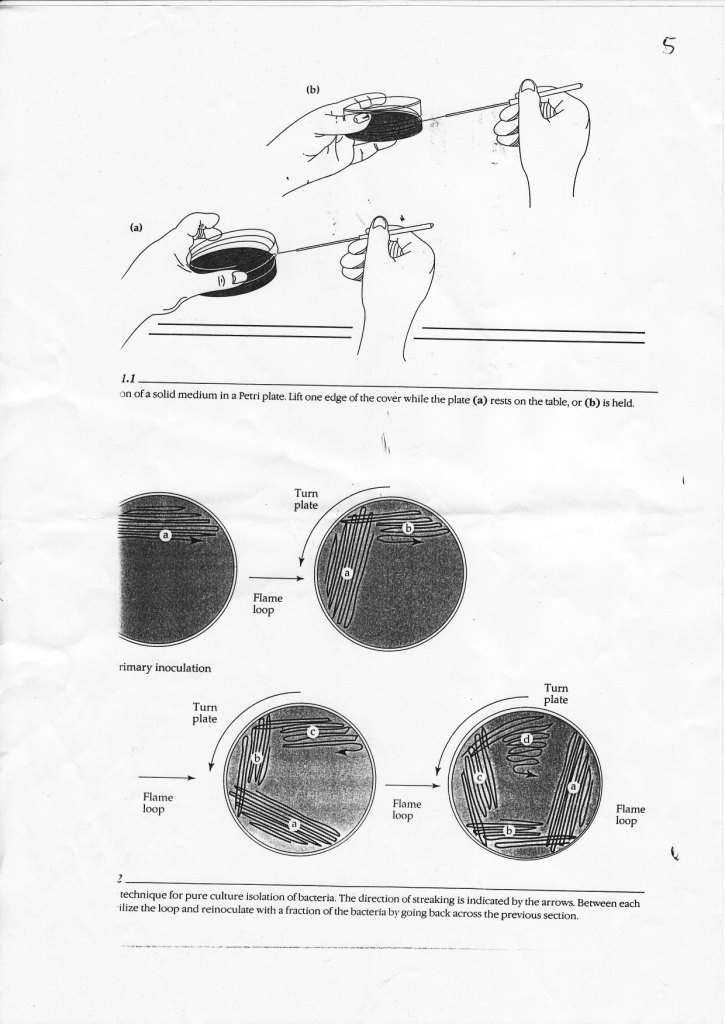 5
(b)
(a)
1.1
on of a solid medium in a Petri plate. Lift one edge of the cover while the plate (a) rests on the table, or (b) is held.
Turn
plate
a
b
a
Flame
loop
rimary inoculation
Turn
plate
Turn
plate
c
b
a
d
c
a
b
Flame
loop
Flame
loop
Flame
loop
2
technique for pure culture isolation of bacteria. The direction of streaking is indicated by the arrows. Between each
ilize the loop and reinoculate with a fraction of the bacteria by going back across the previous section.